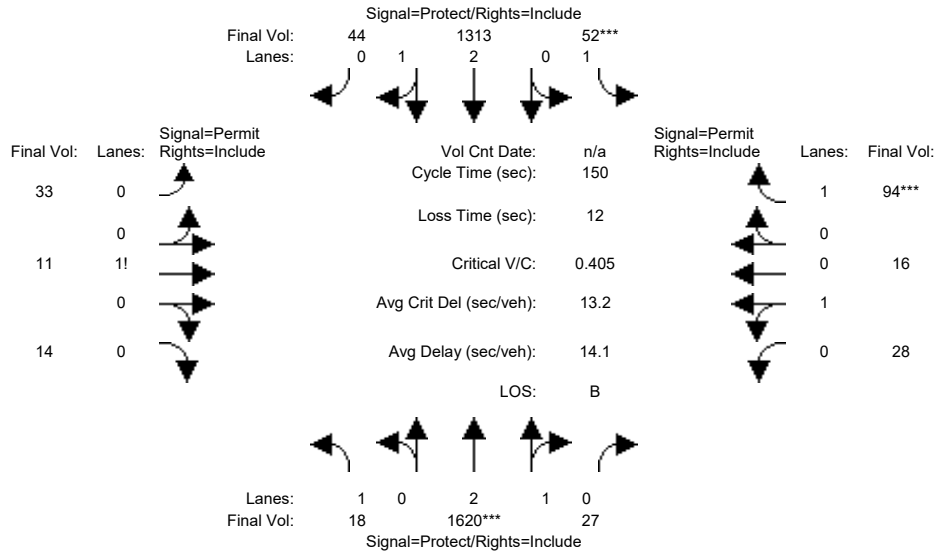 Signal=Protect/Rights=Include
Final Vol: 44 1313 52***
Lanes: 0 1 2 0 1
Signal=Permit Signal=Permit
Final Vol: Lanes: Rights=Include Vol Cnt Date: n/a Rights=Include Lanes: Final Vol:
Cycle Time (sec): 150
33 0 1 94***
Loss Time (sec): 12
0 0
11 1! Critical V/C: 0.405 0 16
0 Avg Crit Del (sec/veh): 13.2 1
14 0 Avg Delay (sec/veh): 14.1 0 28
LOS: B
Lanes: 1 0 2 1 0
Final Vol: 18 1620*** 27
Signal=Protect/Rights=Include